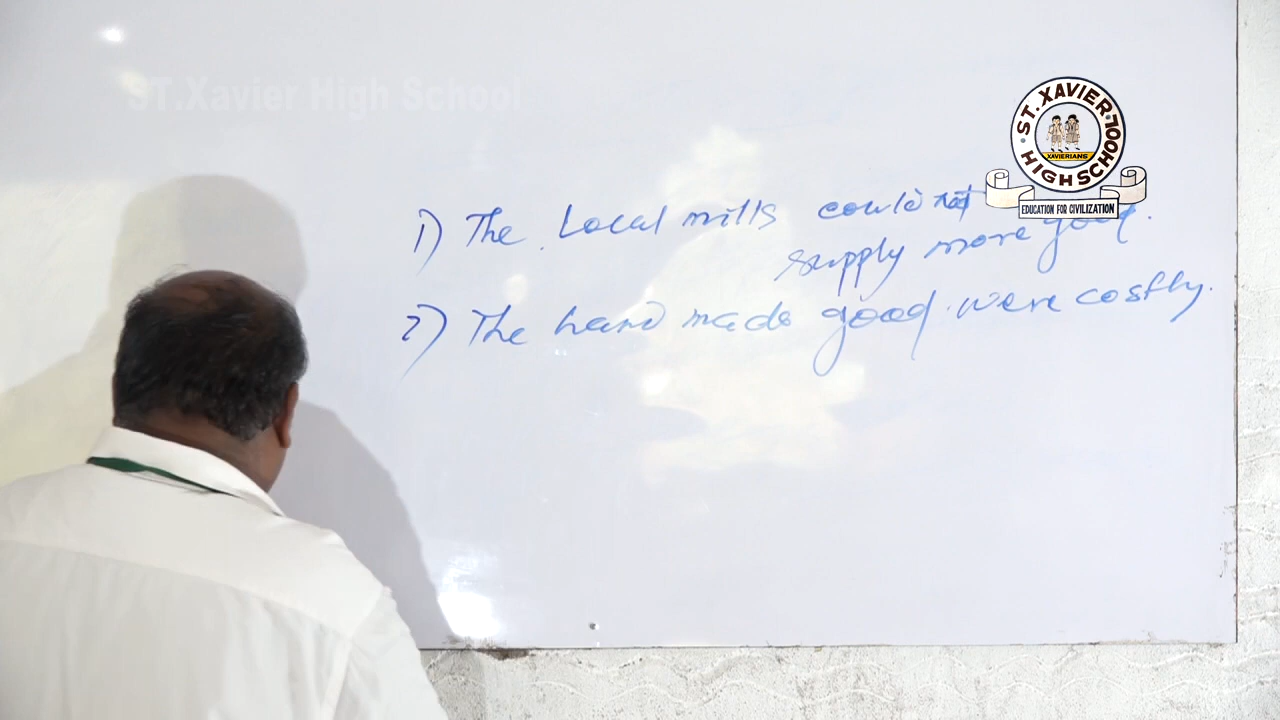 ST.Xavier High School
ST. XAVIER
HIGH SCHOOL
XAVIERIANS
EDUCATION FOR CIVILIZATION
1) The Local mills could not
supply more good.
2) The hand made good were costly.